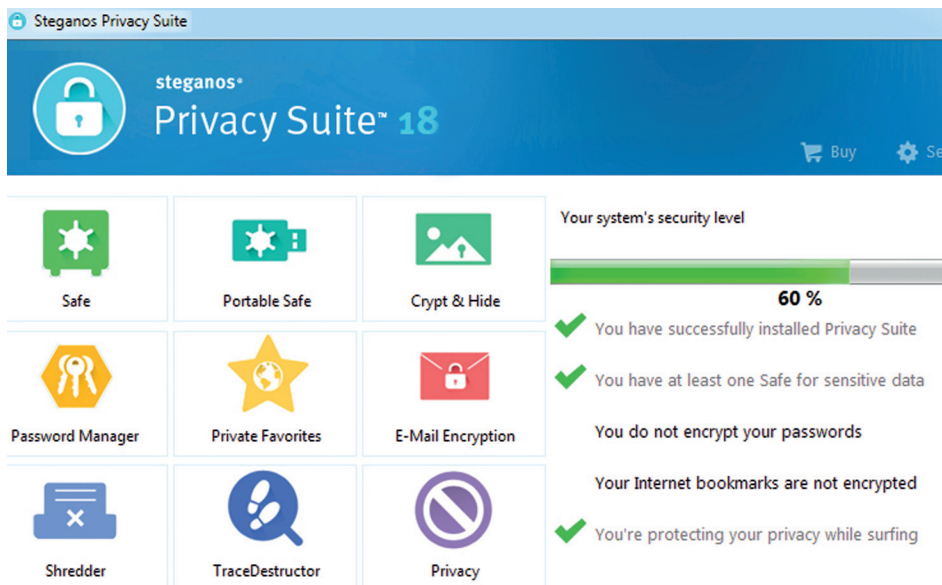 Steganos Privacy Suite
steganos®
Privacy Suite™ 18
Buy
Se
Safe
Portable Safe
Crypt & Hide
Password Manager
Private Favorites
E-Mail Encryption
Shredder
TraceDestructor
Privacy
Your system's security level
60 %
You have successfully installed Privacy Suite
You have at least one Safe for sensitive data
You do not encrypt your passwords
Your Internet bookmarks are not encrypted
You're protecting your privacy while surfing